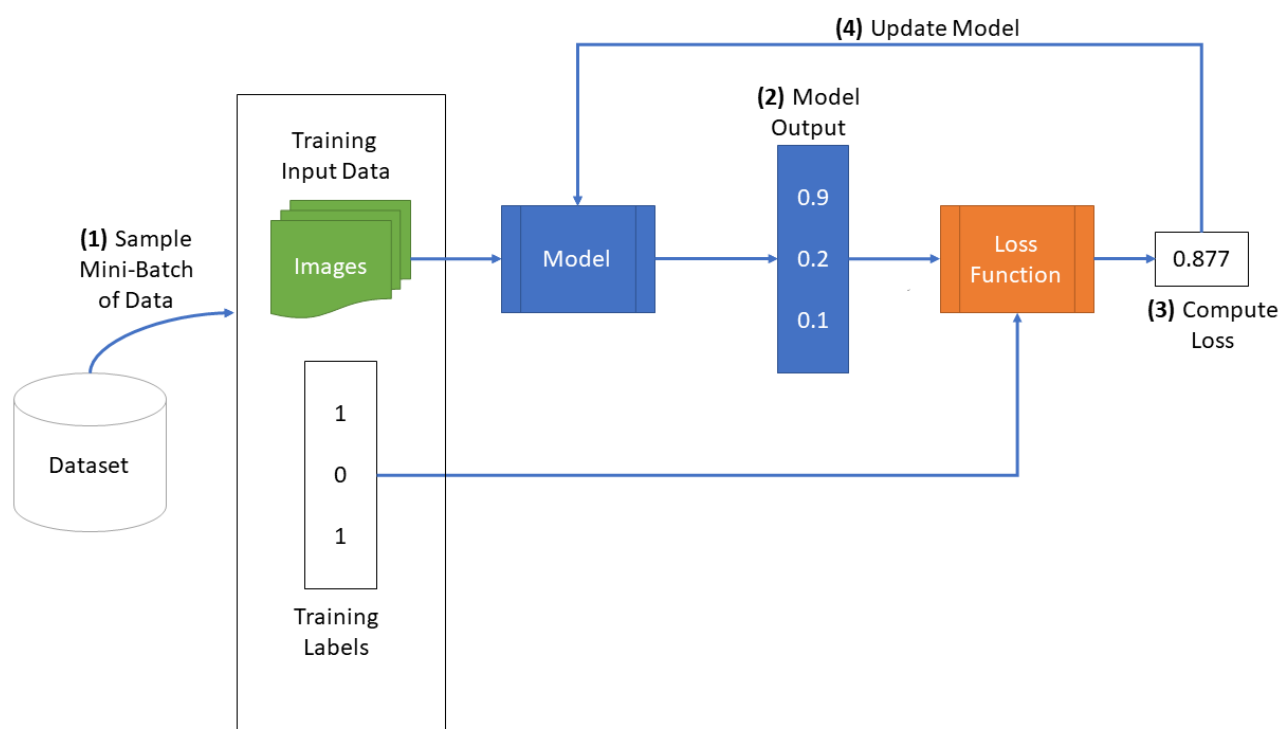 (4) Update Model
(2) Model
Output
Training
Input Data
(1) Sample
Mini-Batch
of Data
Images
Model
0.9
0.2
0.1
Loss
Function
0.877
(3) Compute
Loss
Dataset
1
0
1
Training
Labels